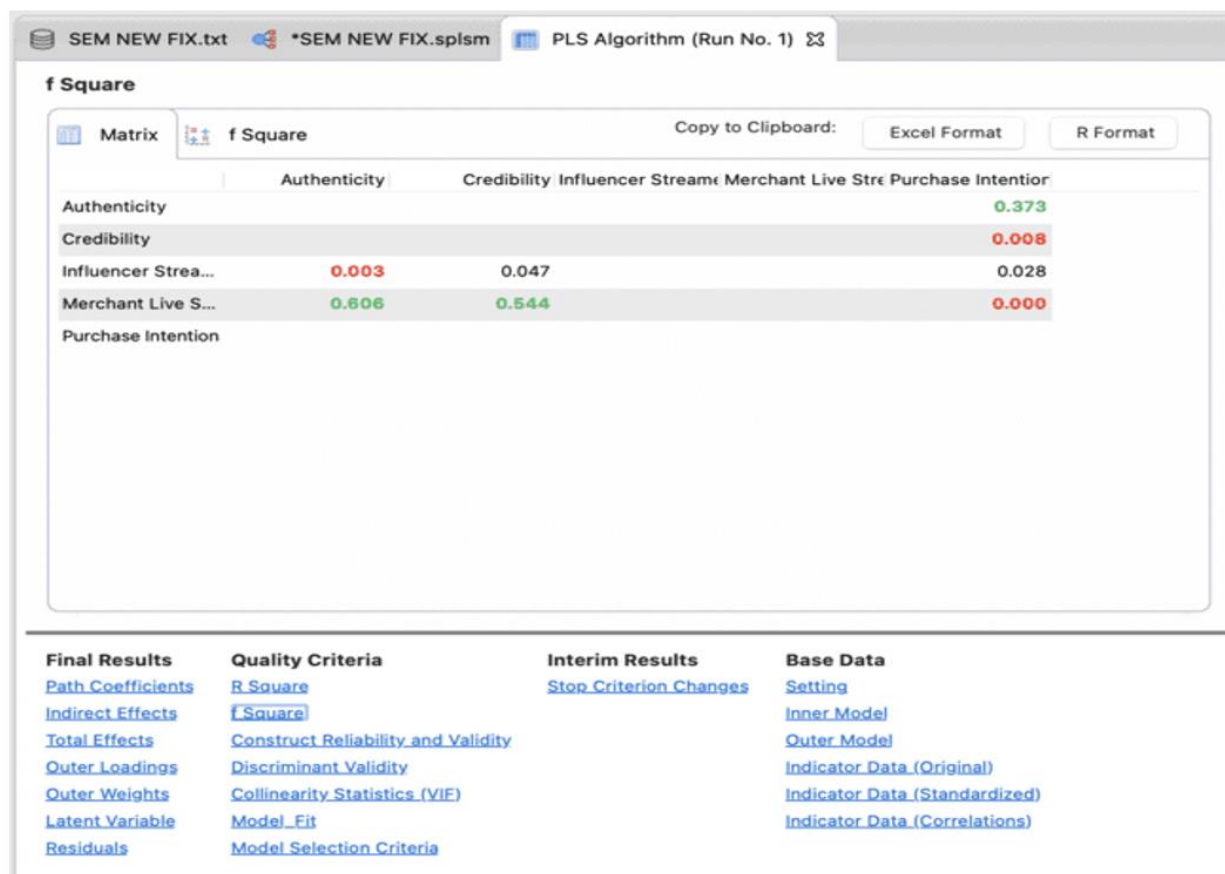 SEM NEW FIX.txt *SEM NEW FIX.splsm PLS Algorithm (Run No. 1)
f Square
Matrix f Square Copy to Clipboard: Excel Format R Format
Authenticity Credibility Influencer Streame Merchant Live Stre Purchase Intention
Authenticity 0.373
Credibility 0.008
Influencer Strea... 0.003 0.047 0.028
Merchant Live S... 0.606 0.544 0.000
Purchase Intention
Final Results Quality Criteria Interim Results Base Data
Path Coefficients R Square Stop Criterion Changes Setting
Indirect Effects f Square Inner Model
Total Effects Construct Reliability and Validity Outer Model
Outer Loadings Discriminant Validity Indicator Data (Original)
Outer Weights Collinearity Statistics (VIF) Indicator Data (Standardized)
Latent Variable Model_Fit Indicator Data (Correlations)
Residuals Model Selection Criteria